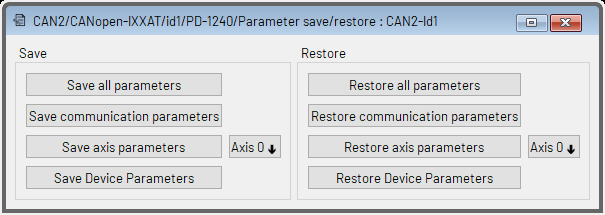 CAN2/CANopen-IXXAT/id1/PD-1240/Parameter save/restore : CAN2-Id1
Save
Restore
Save all parameters
Restore all parameters
Save communication parameters
Restore communication parameters
Save axis parameters
Axis 0
Restore axis parameters
Axis 0
Save Device Parameters
Restore Device Parameters